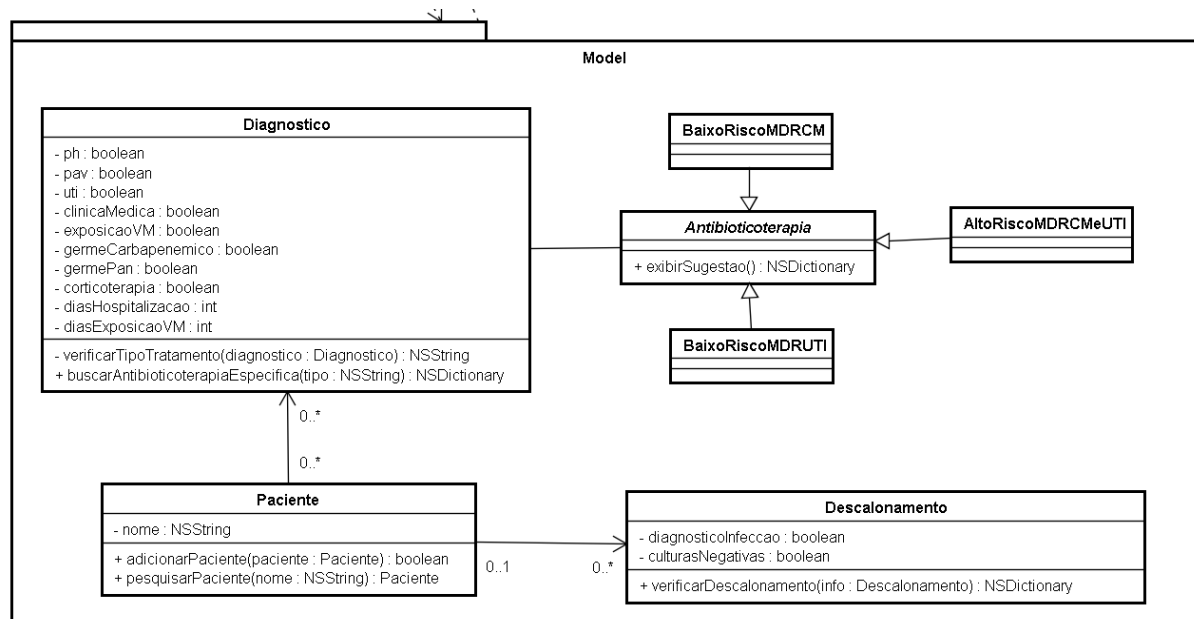 Model
Diagnostico
- ph : boolean
- pav : boolean
- uti : boolean
- clinicaMedica : boolean
- exposicaoVM : boolean
- germeCarbapenemico : boolean
- germePan : boolean
- corticoterapia : boolean
- diasHospitalizacao : int
- diasExposicaoVM : int
- verificarTipoTratamento(diagnostico : Diagnostico) : NSString
+ buscarAntibioticoterapiaEspecifica(tipo : NSString) : NSDictionary
BaixoRiscoMDRCM
Antibioticoterapia
+ exibirSugestao() : NSDictionary
AltoRiscoMDRCMeUTI
BaixoRiscoMDRUTI
0..*
0..*
Paciente
- nome : NSString
+ adicionarPaciente(paciente : Paciente) : boolean
+ pesquisarPaciente(nome : NSString) : Paciente
0..1
0..*
Descalonamento
- diagnosticoInfeccao : boolean
- culturasNegativas : boolean
+ verificarDescalonamento(info : Descalonamento) : NSDictionary